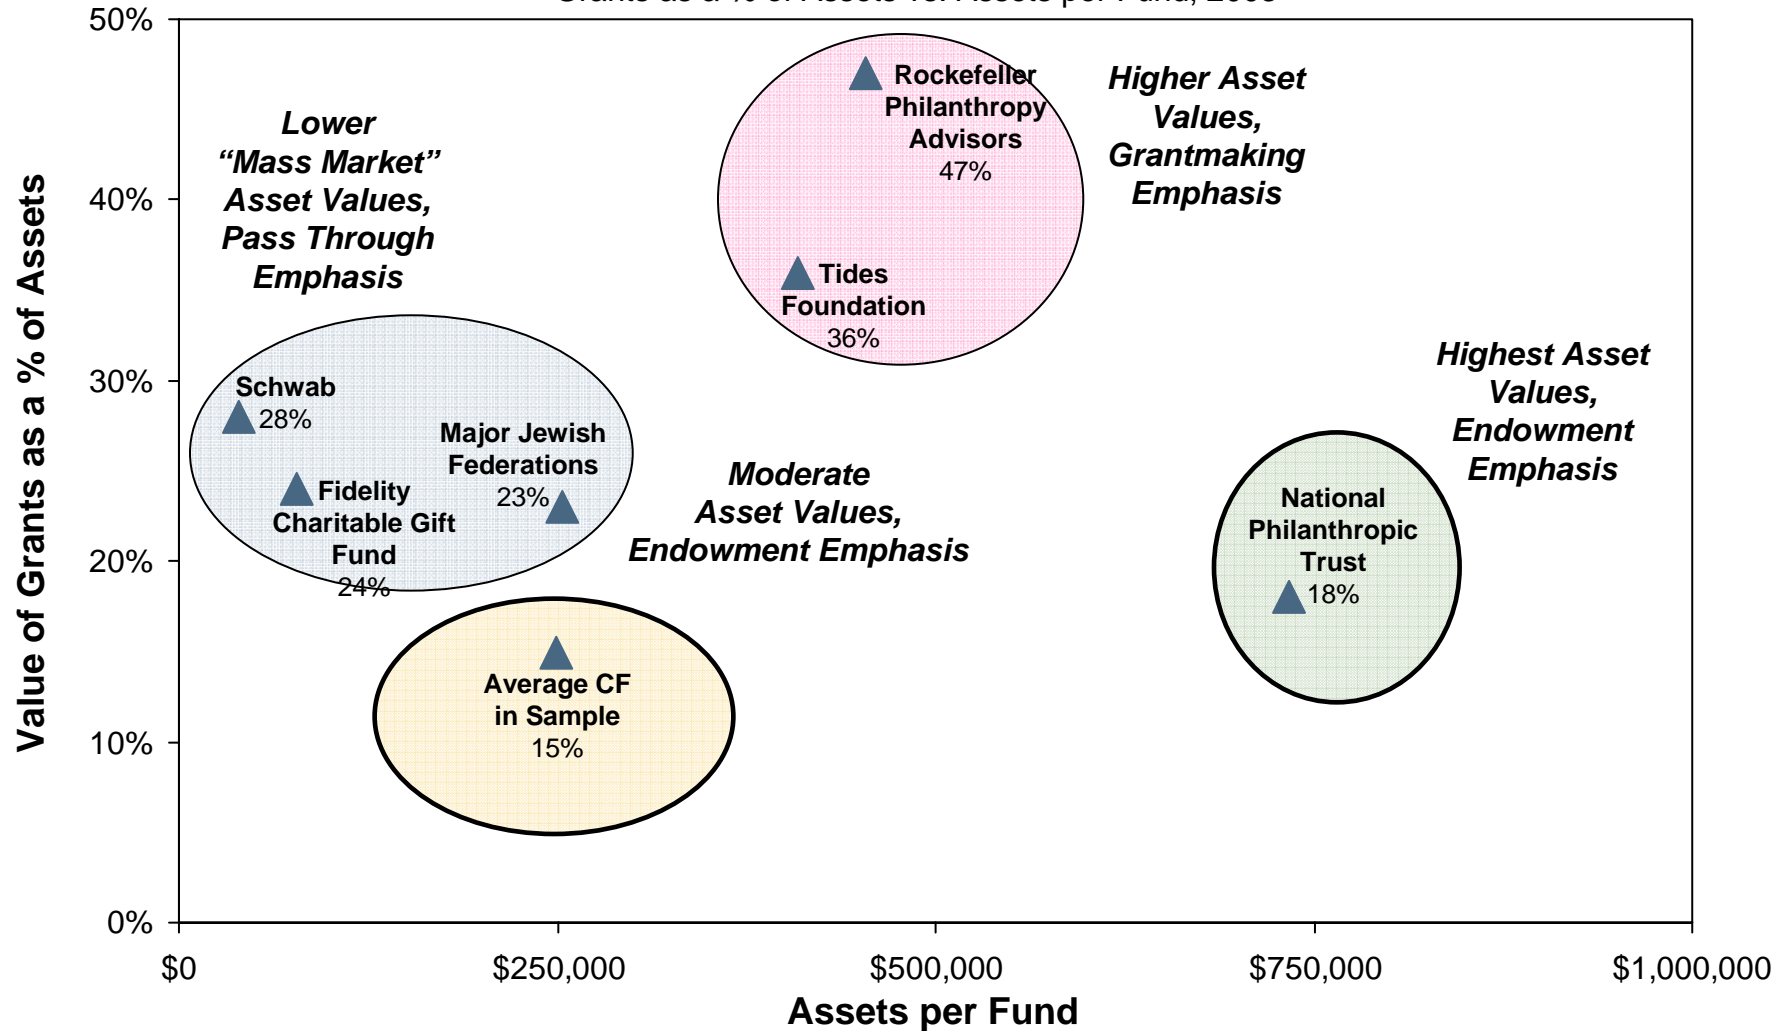 50%
40%
30%
20%
10%
0%
Value of Grants as a % of Assets
$0
$250,000
$500,000
$750,000
$1,000,000
Assets per Fund
Lower
“Mass Market”
Asset Values,
Pass Through
Emphasis
Schwab
28%
Fidelity
Charitable Gift
Fund
24%
Major Jewish
Federations
23%
Rockefeller
Philanthropy
Advisors
47%
Tides
Foundation
36%
Higher Asset
Values,
Grantmaking
Emphasis
Moderate
Asset Values,
Endowment Emphasis
Average CF
in Sample
15%
Highest Asset
Values,
Endowment
Emphasis
National
Philanthropic
Trust
18%